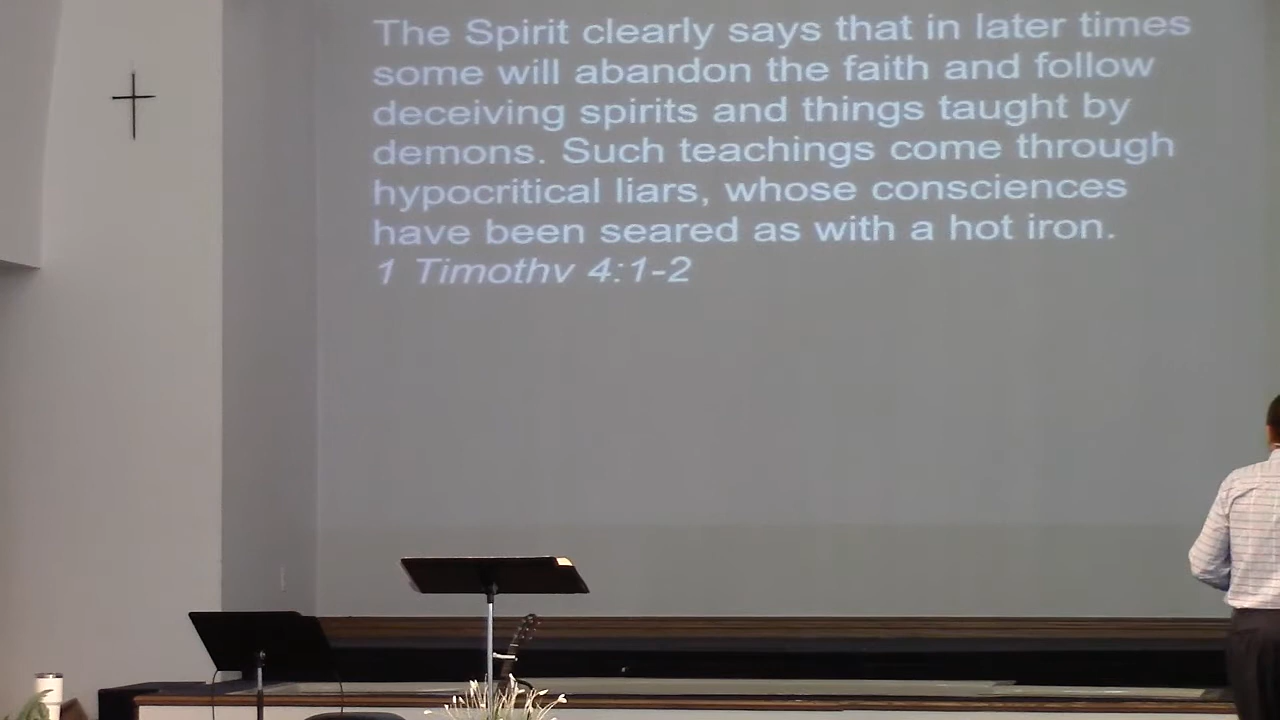 The Spirit clearly says that in later times
some will abandon the faith and follow
deceiving spirits and things taught by
demons. Such teachings come through
hypocritical liars, whose consciences
have been seared as with a hot iron.
1 Timothy 4:1-2